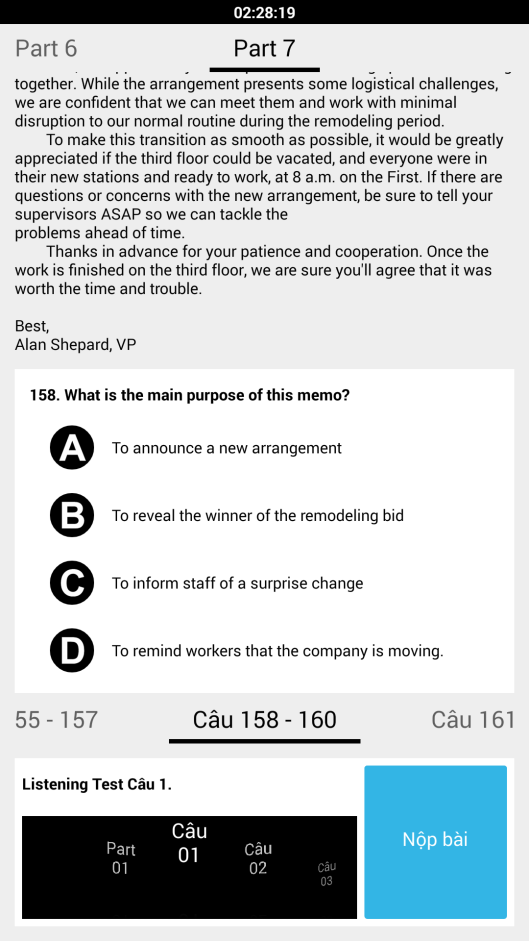 02:28:19
Part 6
Part 7
together. While the arrangement presents some logistical challenges,
we are confident that we can meet them and work with minimal
disruption to our normal routine during the remodeling period.
To make this transition as smooth as possible, it would be greatly
appreciated if the third floor could be vacated, and everyone were in
their new stations and ready to work, at 8 a.m. on the First. If there are
questions or concerns with the new arrangement, be sure to tell your
supervisors ASAP so we can tackle the
problems ahead of time.
Thanks in advance for your patience and cooperation. Once the
work is finished on the third floor, we are sure you'll agree that it was
worth the time and trouble.
Best,
Alan Shepard, VP
158. What is the main purpose of this memo?
A To announce a new arrangement
B To reveal the winner of the remodeling bid
C To inform staff of a surprise change
D To remind workers that the company is moving.
55 - 157
Câu 158 - 160
Câu 161
Listening Test Câu 1.
Part
01
Câu
01
Câu
02
Câu
03
Nộp bài